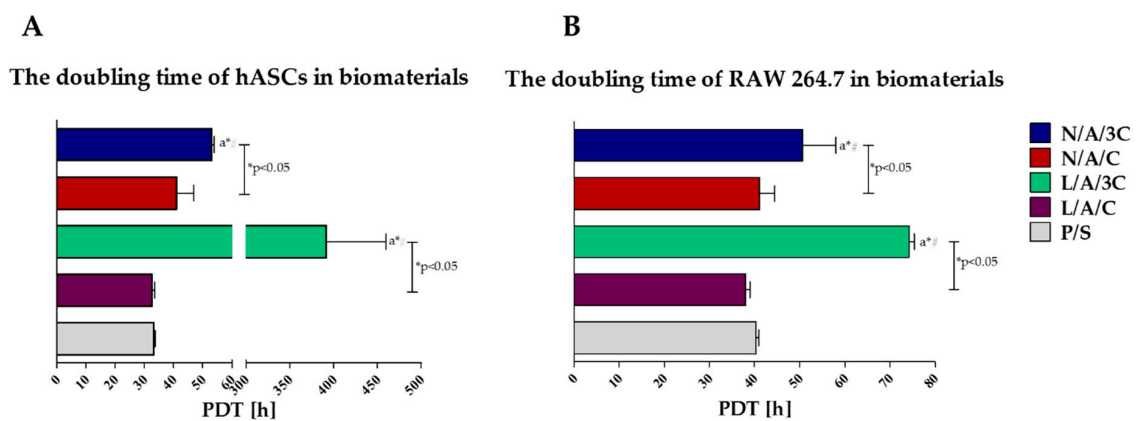 A
The doubling time of hASCs in biomaterials
a*#
*p<0.05
a*#
*p<0.05
0 10 20 30 40 50 60 300 350 400 450 500
PDT [h]
B
The doubling time of RAW 264.7 in biomaterials
a*#
*p<0.05
a*#
*p<0.05
0 10 20 30 40 50 60 70 80
PDT [h]
N/A/3C
N/A/C
L/A/3C
L/A/C
P/S